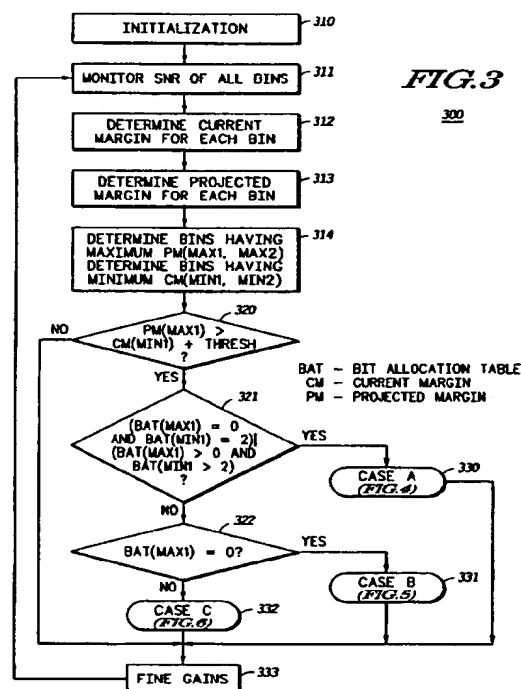 INITIALIZATION
310
MONITOR SNR OF ALL BINS
311
FIG.3
300
DETERMINE CURRENT
MARGIN FOR EACH BIN
312
DETERMINE PROJECTED
MARGIN FOR EACH BIN
313
DETERMINE BINS HAVING
MAXIMUM PM(MAX1, MAX2)
DETERMINE BINS HAVING
MINIMUM CM(MIN1, MIN2)
314
320
NO
PM(MAX1) >
CM(MIN1) + THRESH
?
YES
BAT – BIT ALLOCATION TABLE
CM – CURRENT MARGIN
PM – PROJECTED MARGIN
321
(BAT(MAX1) = 0
AND BAT(MIN1) = 2)|
(BAT(MAX1) > 0 AND
BAT(MIN1 > 2)
?
YES
CASE A
(FIG.4)
330
NO
322
BAT(MAX1) = 0?
YES
NO
CASE B
(FIG.5)
331
CASE C
(FIG.6)
332
FINE GAINS
333